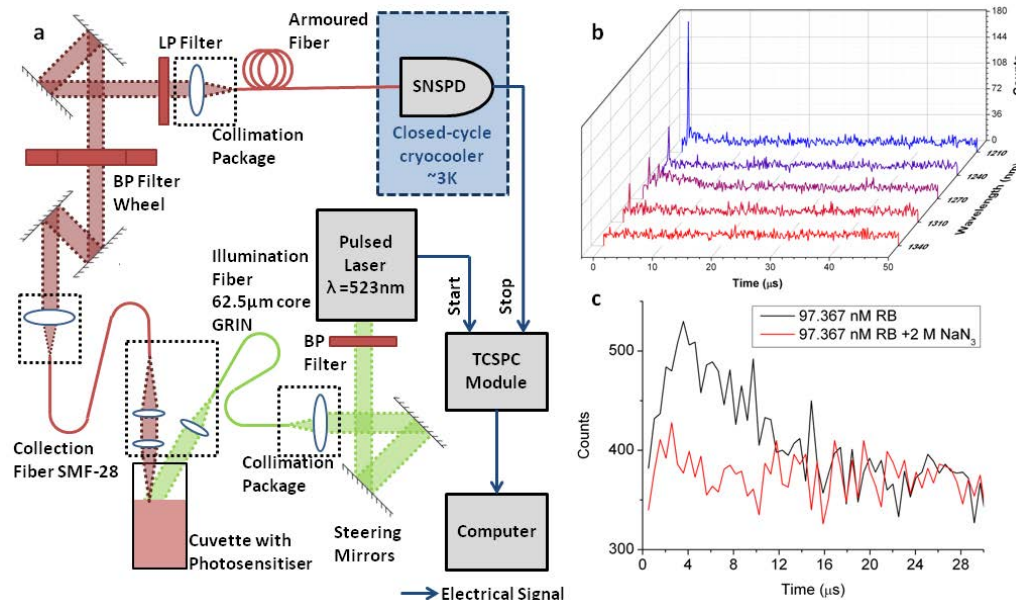 a
LP Filter
Armoured
Fiber
Collimation
Package
SNSPD
Closed-cycle
cryocooler
~3K
BP Filter
Wheel
Illumination
Fiber
62.5µm core
GRIN
Pulsed
Laser
λ=523nm
Start
Stop
BP
Filter
TCSPC
Module
Collection
Fiber SMF-28
Collimation
Package
Cuvette with
Photosensitiser
Steering
Mirrors
Computer
Electrical Signal
b
180
144
108
72
36
0
1210
1240
1270
1310
1340
Wavelength (nm)
0 10 20 30 40 50
Time (µs)
c
97.367 nM RB
97.367 nM RB +2 M NaN3
500
400
300
Counts
0 4 8 12 16 20 24 28
Time (µs)